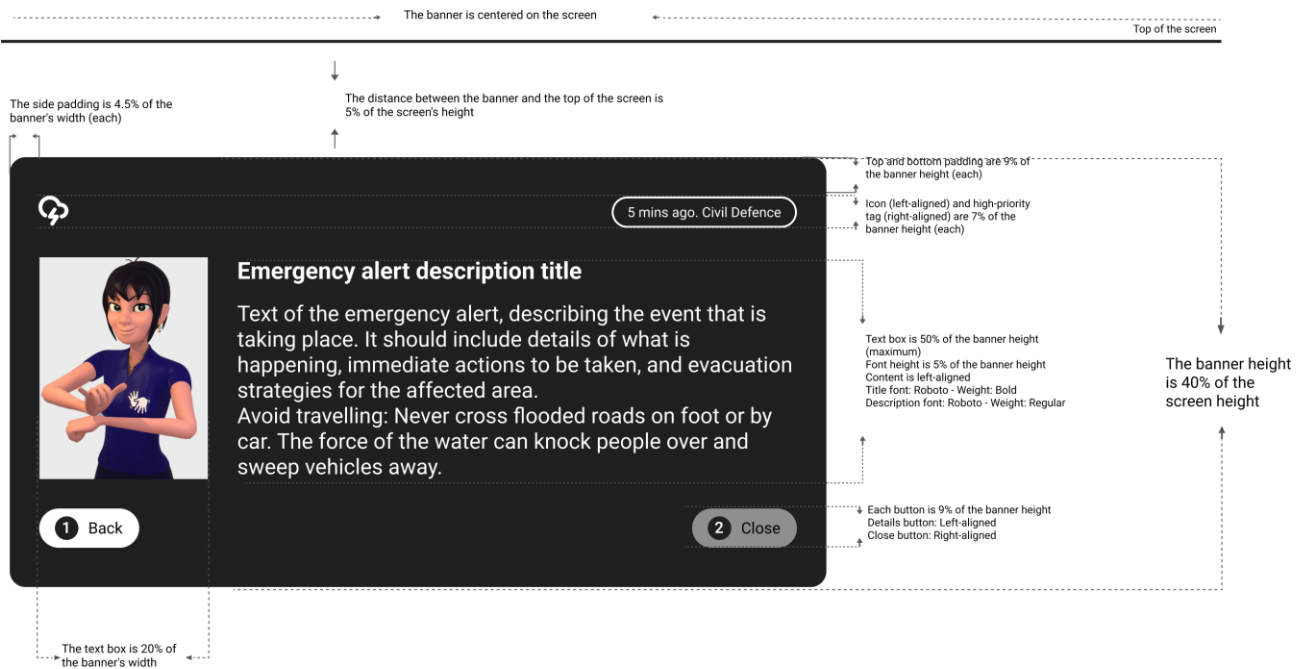 The banner is centered on the screen
Top of the screen
The side padding is 4.5% of the
banner's width (each)
The distance between the banner and the top of the screen is
5% of the screen's height
Top and bottom padding are 9% of
the banner height (each)
Icon (left-aligned) and high-priority
tag (right-aligned) are 7% of the
banner height (each)
5 mins ago. Civil Defence
Emergency alert description title
Text of the emergency alert, describing the event that is
taking place. It should include details of what is
happening, immediate actions to be taken, and evacuation
strategies for the affected area.
Avoid travelling: Never cross flooded roads on foot or by
car. The force of the water can knock people over and
sweep vehicles away.
Text box is 50% of the banner height
(maximum)
Font height is 5% of the banner height
Content is left-aligned
Title font: Roboto - Weight: Bold
Description font: Roboto - Weight: Regular
The banner height
is 40% of the
screen height
1 Back
2 Close
Each button is 9% of the banner height
Details button: Left-aligned
Close button: Right-aligned
The text box is 20% of
the banner's width